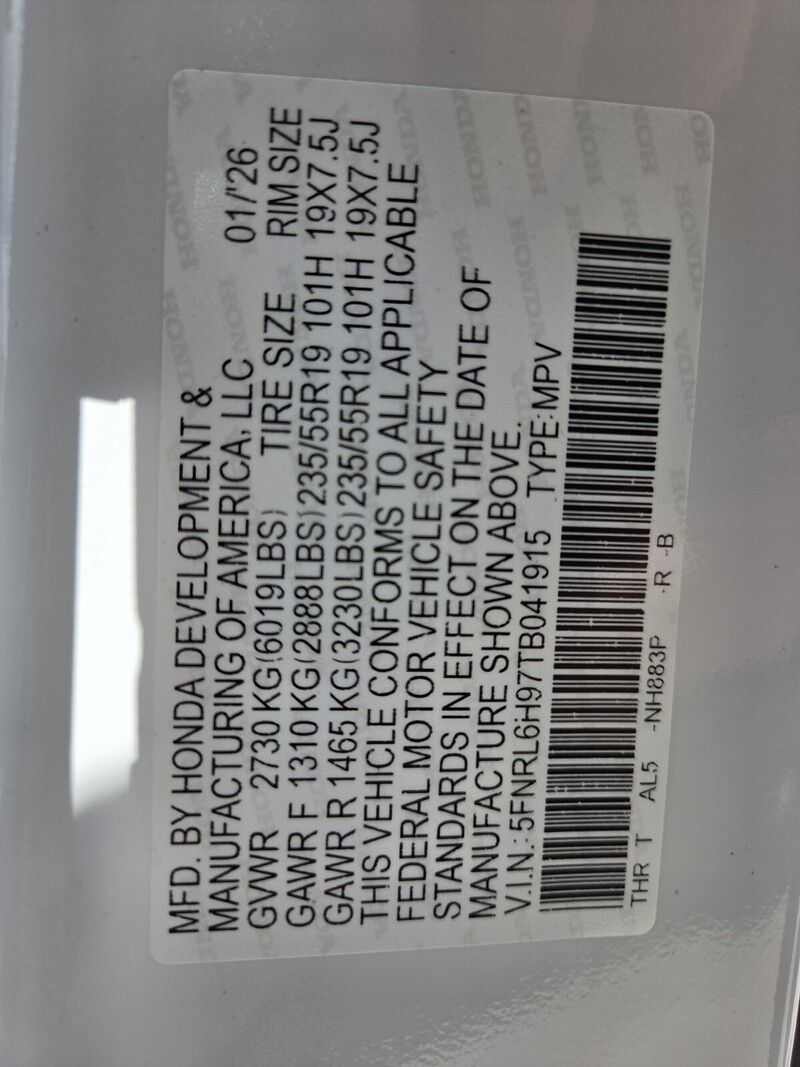 MFD. BY HONDA DEVELOPMENT &
MANUFACTURING OF AMERICA, LLC 01/'26
GVWR 2730 KG(6019LBS) TIRE SIZE RIM SIZE
GAWR F 1310 KG(2888LBS)235/55R19 101H 19X7.5J
GAWR R 1465 KG(3230LBS)235/55R19 101H 19X7.5J
THIS VEHICLE CONFORMS TO ALL APPLICABLE
FEDERAL MOTOR VEHICLE SAFETY
STANDARDS IN EFFECT ON THE DATE OF
MANUFACTURE SHOWN ABOVE.
V.I.N.: 5FNRL6H97TB041915 TYPE: MPV
THR T AL5 -NH883P -R -B